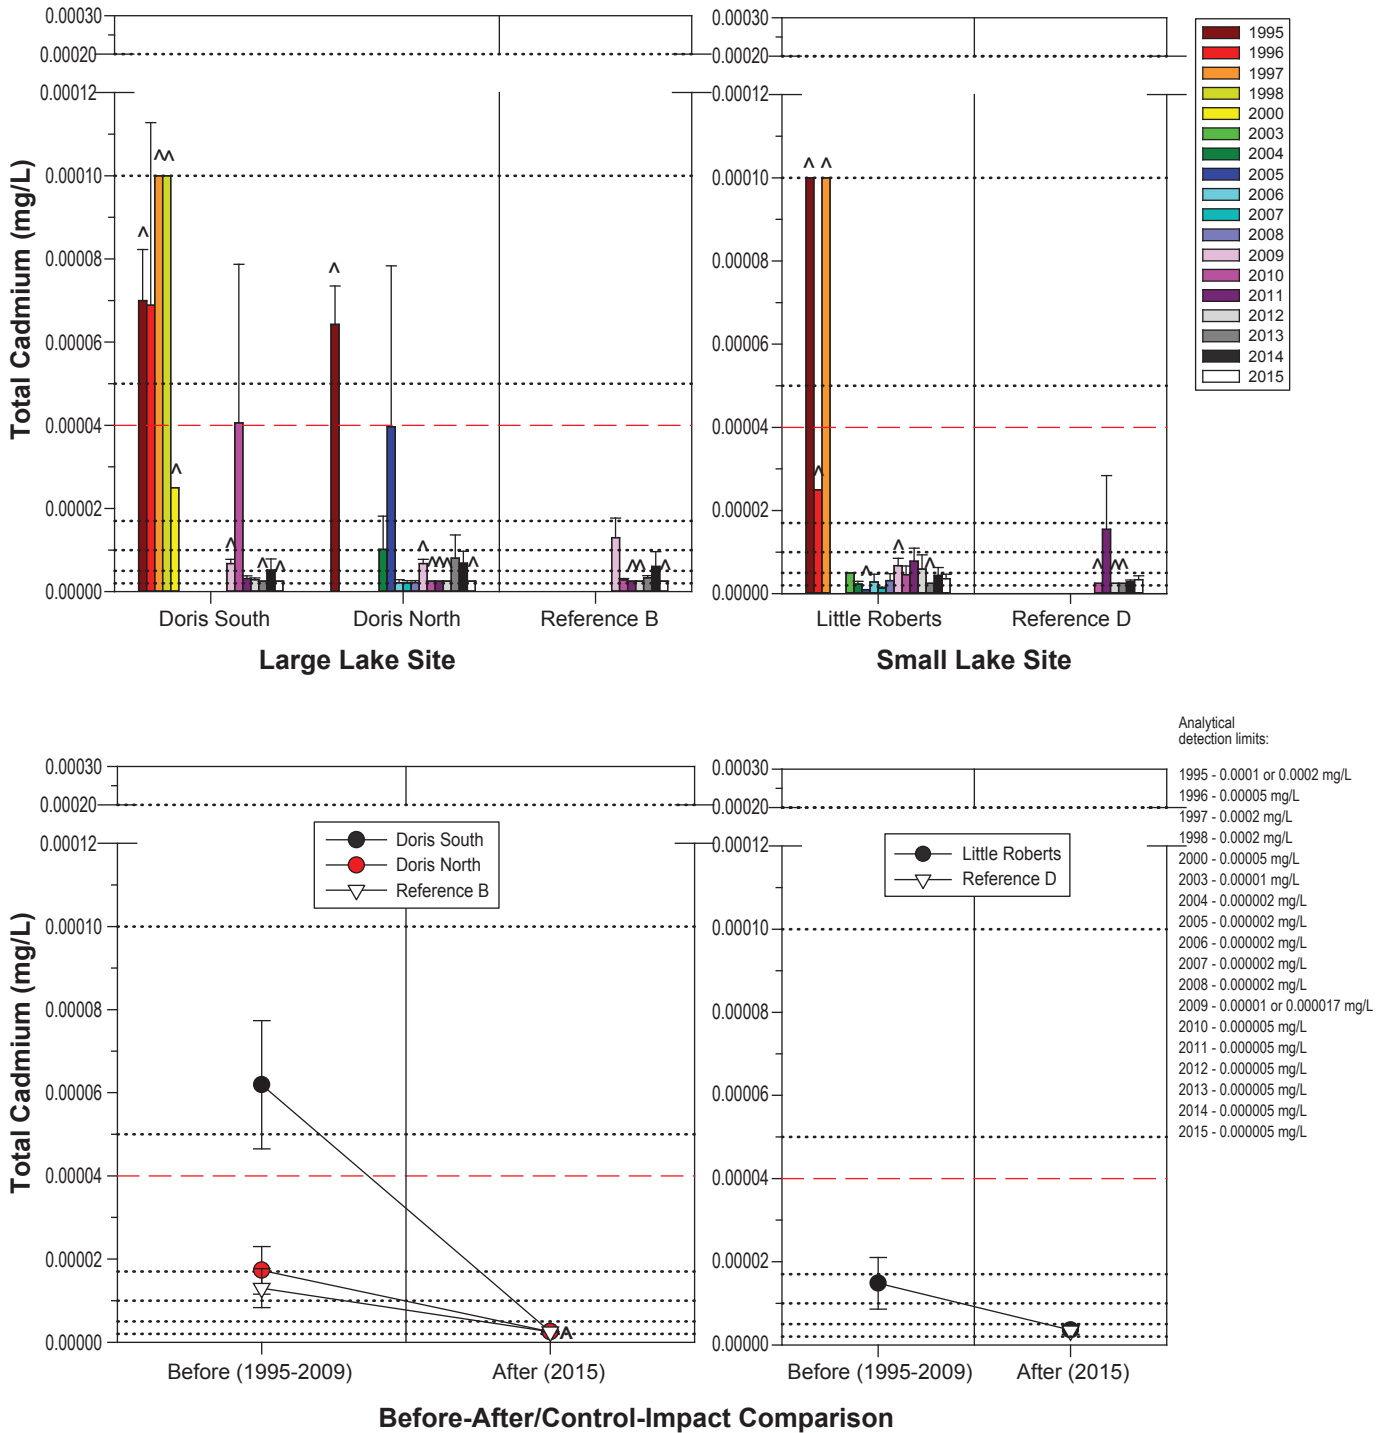 0.00030
0.00020
0.00012
0.00010
0.00008
0.00006
0.00004
0.00002
0.00000
Total Cadmium (mg/L)
^
^^
^
^
^
^
^
^
^^^
^
^^
^
Doris South
Doris North
Reference B
Large Lake Site
0.00030
0.00020
0.00012
0.00010
0.00008
0.00006
0.00004
0.00002
0.00000
^ ^
^
^
^
^
^
^^
Little Roberts
Reference D
Small Lake Site
1995
1996
1997
1998
2000
2003
2004
2005
2006
2007
2008
2009
2010
2011
2012
2013
2014
2015
0.00030
0.00020
0.00012
0.00010
0.00008
0.00006
0.00004
0.00002
0.00000
Total Cadmium (mg/L)
Doris South
Doris North
Reference B
^
Before (1995-2009)
After (2015)
0.00030
0.00020
0.00012
0.00010
0.00008
0.00006
0.00004
0.00002
0.00000
Little Roberts
Reference D
Before (1995-2009)
After (2015)
Before-After/Control-Impact Comparison
Analytical
detection limits:
1995 - 0.0001 or 0.0002 mg/L
1996 - 0.00005 mg/L
1997 - 0.0002 mg/L
1998 - 0.0002 mg/L
2000 - 0.00005 mg/L
2003 - 0.00001 mg/L
2004 - 0.000002 mg/L
2005 - 0.000002 mg/L
2006 - 0.000002 mg/L
2007 - 0.000002 mg/L
2008 - 0.000002 mg/L
2009 - 0.00001 or 0.000017 mg/L
2010 - 0.000005 mg/L
2011 - 0.000005 mg/L
2012 - 0.000005 mg/L
2013 - 0.000005 mg/L
2014 - 0.000005 mg/L
2015 - 0.000005 mg/L